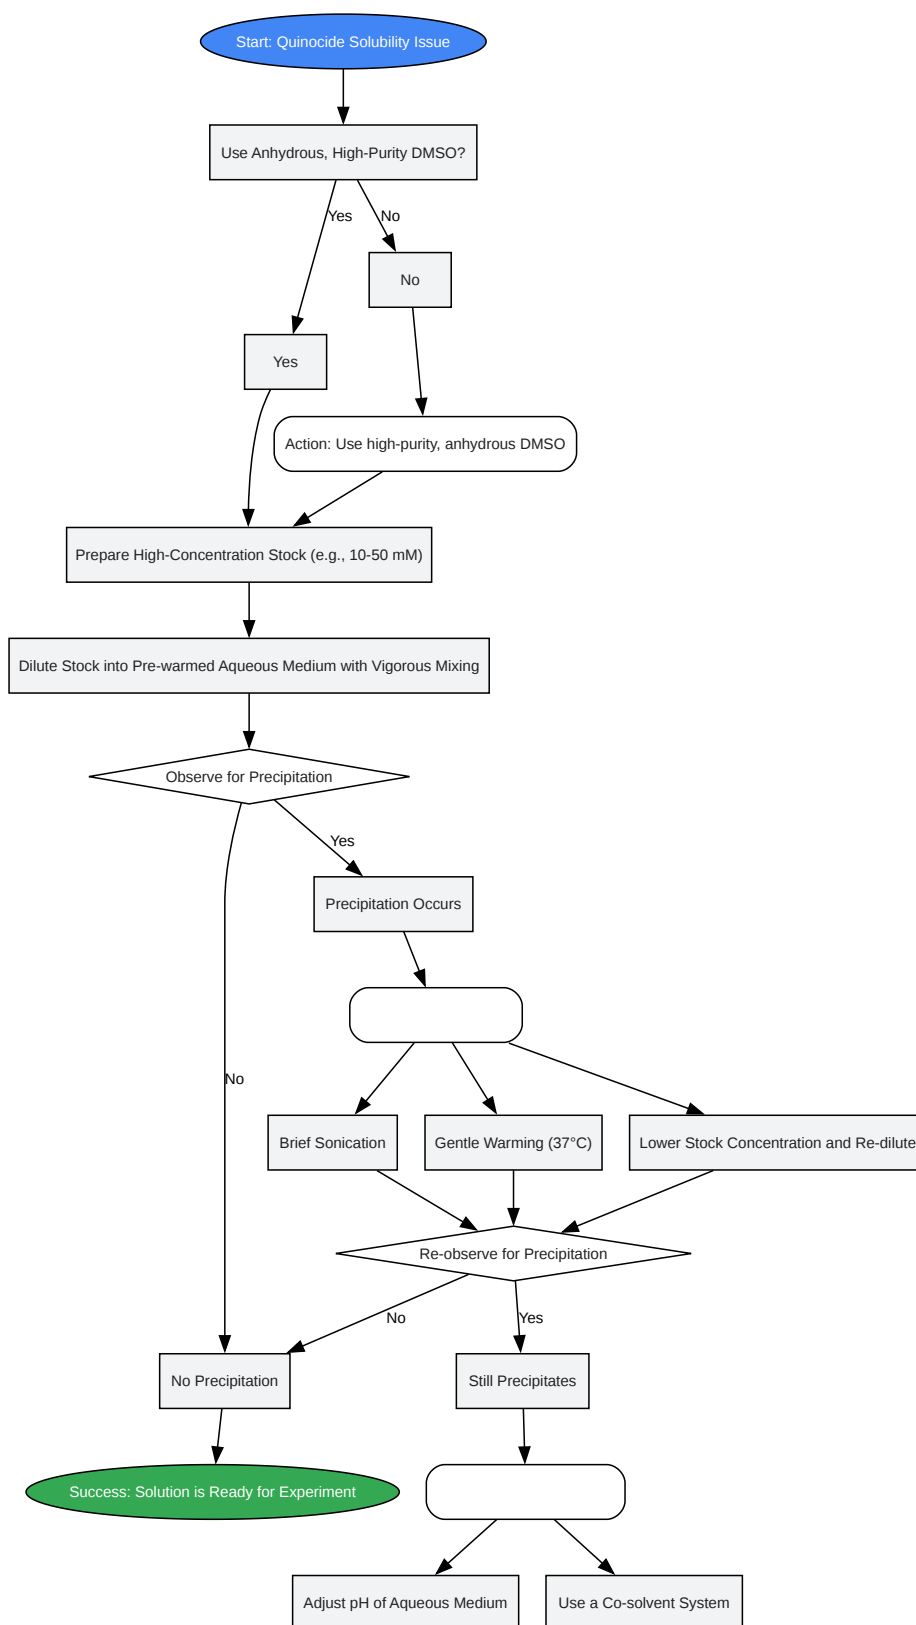 Start: Quinocide Solubility Issue
Use Anhydrous, High-Purity DMSO?
Yes
No
No
Yes
Action: Use high-purity, anhydrous DMSO
Prepare High-Concentration Stock (e.g., 10-50 mM)
Dilute Stock into Pre-warmed Aqueous Medium with Vigorous Mixing
Observe for Precipitation
Yes
Precipitation Occurs
No
Brief Sonication
Gentle Warming (37°C)
Lower Stock Concentration and Re-dilute
Re-observe for Precipitation
No
Yes
No Precipitation
Still Precipitates
Success: Solution is Ready for Experiment
Adjust pH of Aqueous Medium
Use a Co-solvent System